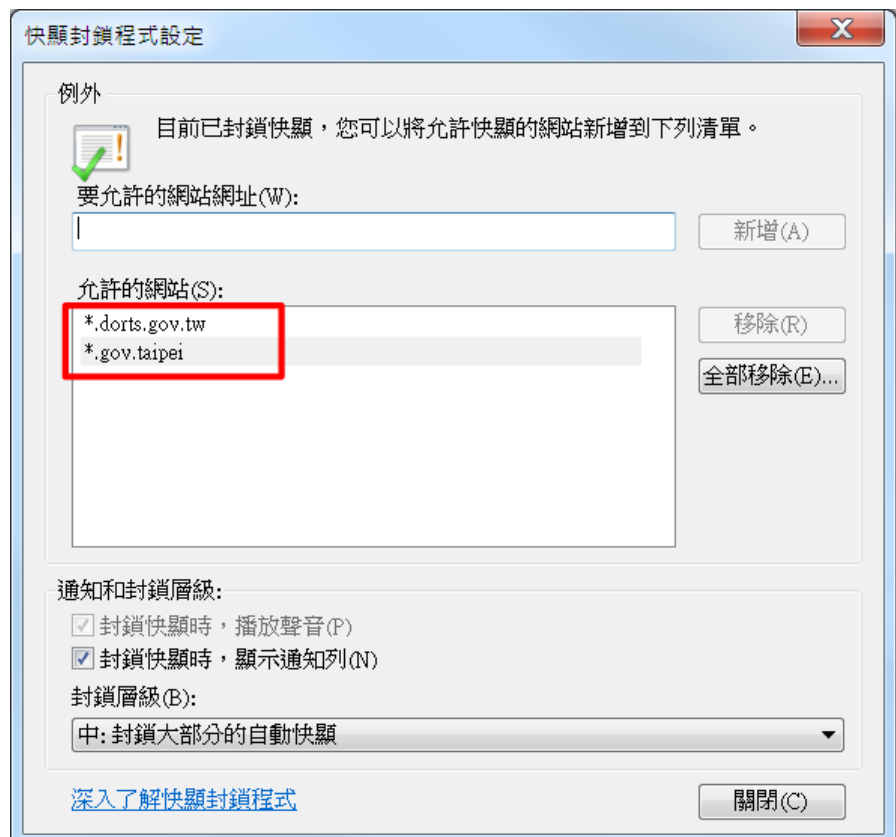 快顯封鎖程式設定
例外
目前已封鎖快顯，您可以將允許快顯的網站新增到下列清單。
要允許的網站網址(W):
新增(A)
允許的網站(S):
*.dorts.gov.tw
*.gov.taipei
移除(R)
全部移除(E)...
通知和封鎖層級:
封鎖快顯時，播放聲音(P)
封鎖快顯時，顯示通知列(N)
封鎖層級(B):
中: 封鎖大部分的自動快顯
深入了解快顯封鎖程式
關閉(C)